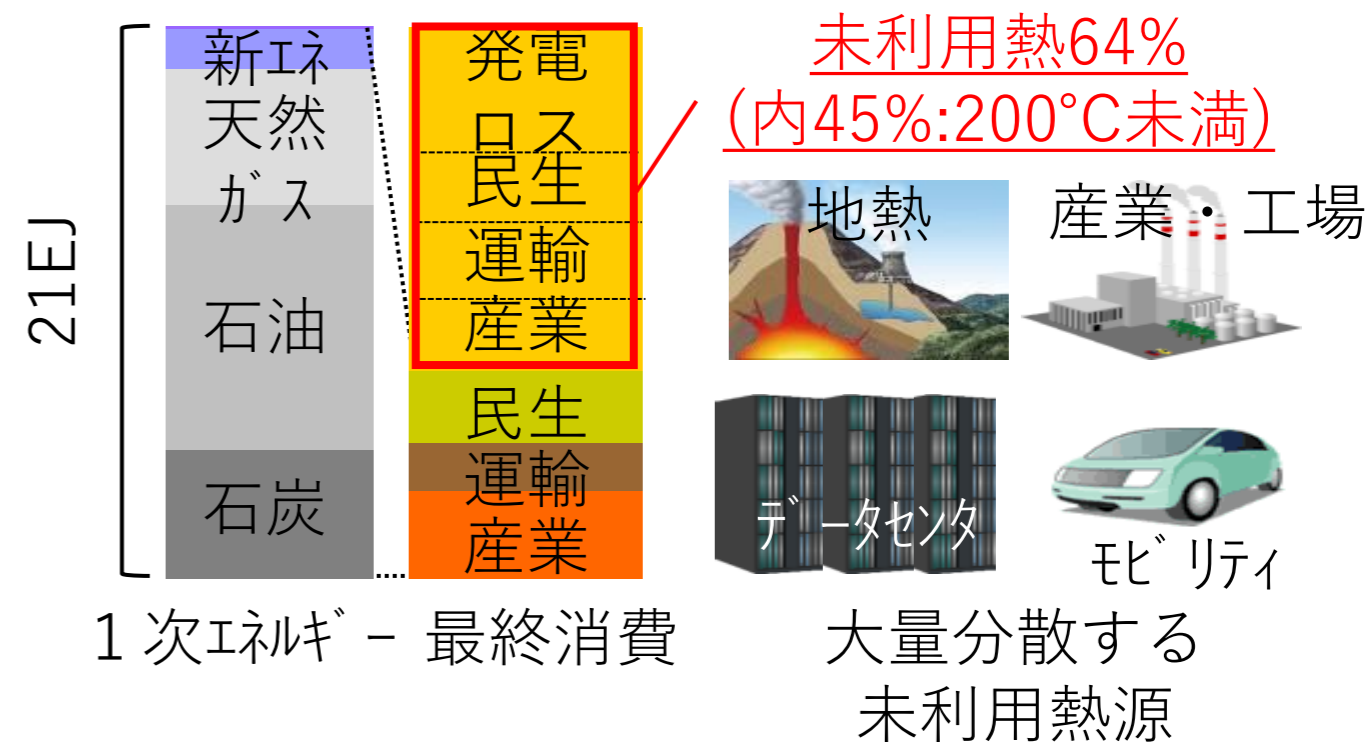 21EJ
新ｴﾈ
天然
ｶﾞｽ
石油
石炭
1次ｴﾈﾙｷﾞｰ
発電
ロス
民生
運輸
産業
民生
運輸
産業
最終消費
未利用熱64%
(内45%:200°C未満)
地熱
産業・工場
ﾃﾞｰﾀｾﾝﾀ
ﾓﾋﾞﾘﾃｨ
大量分散する
未利用熱源